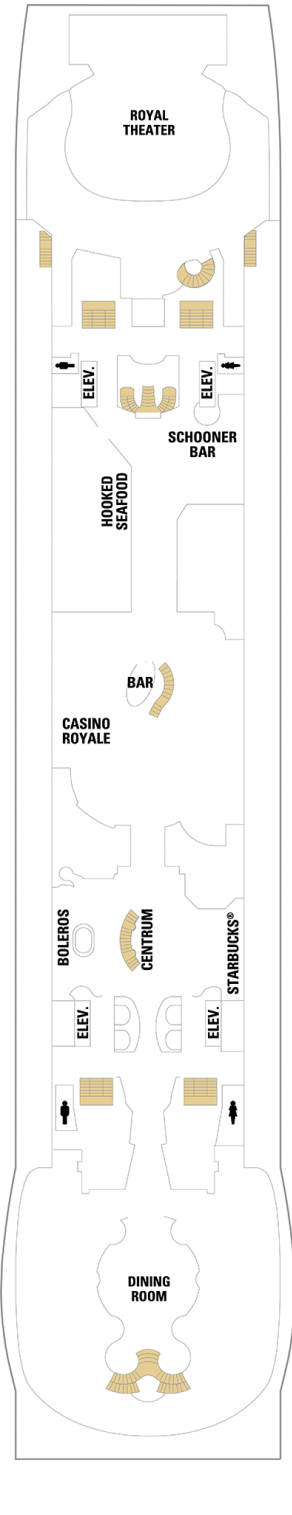 ROYAL
THEATER
ELEV.
ELEV.
SCHOONER
BAR
HOOKED
SEAFOOD
BAR
CASINO
ROYALE
BOLEROS
CENTRUM
STARBUCKS®
ELEV.
ELEV.
DINING
ROOM